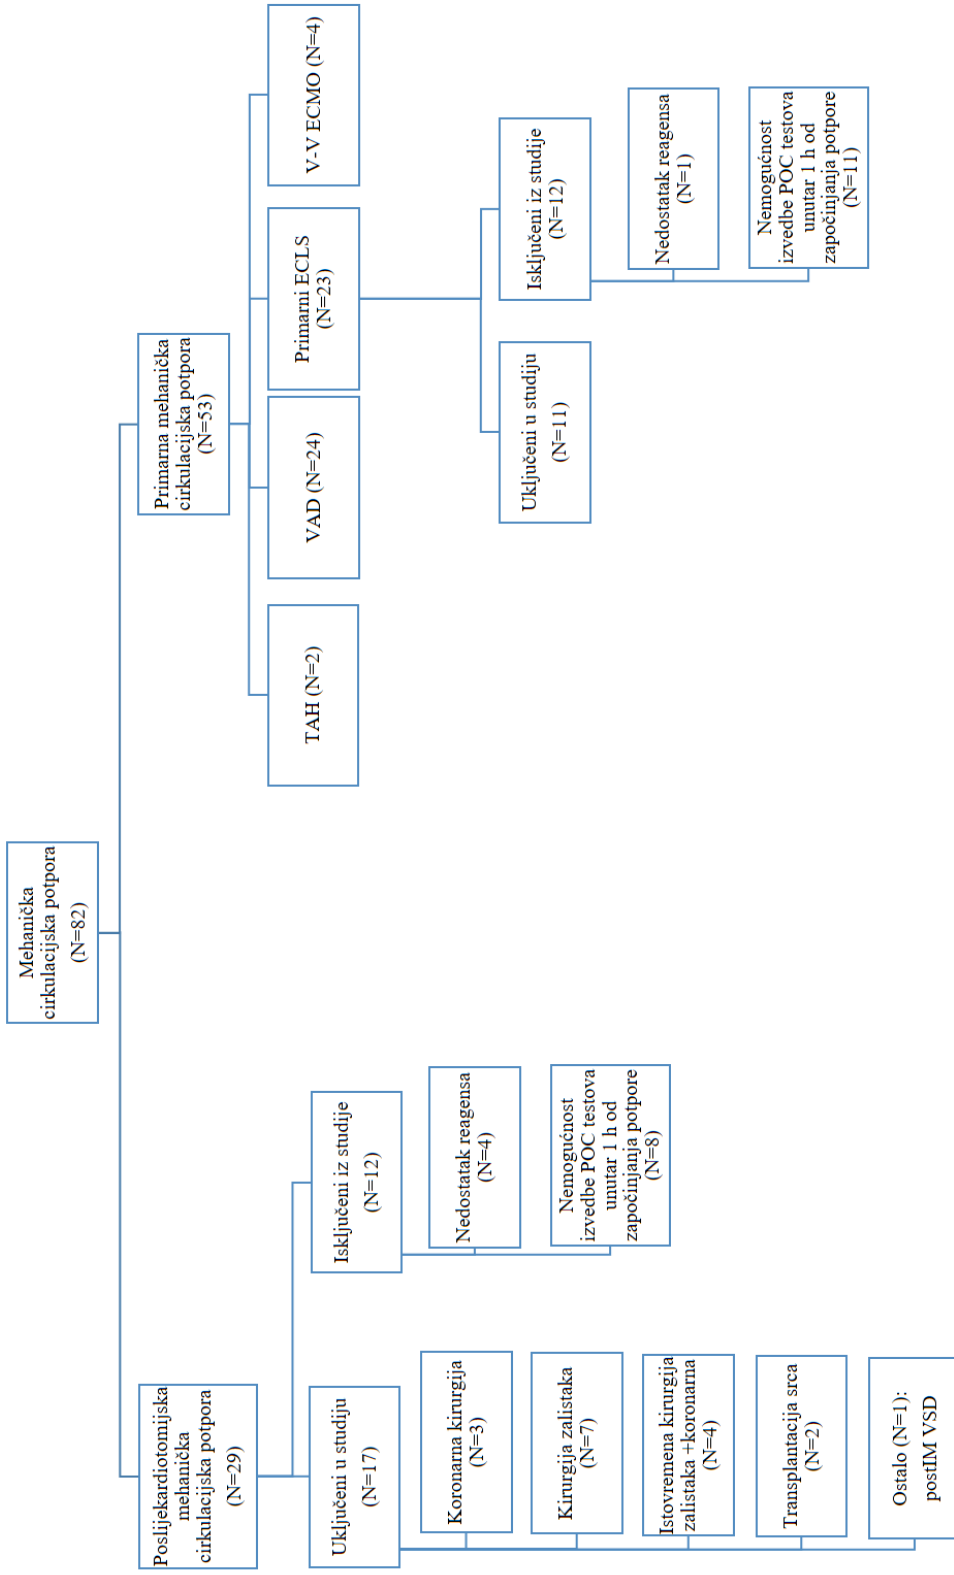 Mehanička
cirkulacijska potpora
(N=82)
Poslijekardiotomijska
mehanička
cirkulacijska potpora
(N=29)
Uključeni u studiju
(N=17)
Koronarna kirurgija
(N=3)
Kirurgija zalistaka
(N=7)
Istovremena kirurgija
zalistaka +koronarna
(N=4)
Transplantacija srca
(N=2)
Ostalo (N=1):
postIM VSD
Isključeni iz studije
(N=12)
Nedostatak reagensa
(N=4)
Nemogućnost
izvedbe POC testova
unutar 1 h od
započinjanja potpore
(N=8)
Primarna mehanička
cirkulacijska potpora
(N=53)
TAH (N=2)
VAD (N=24)
Primarni ECLS
(N=23)
V-V ECMO (N=4)
Uključeni u studiju
(N=11)
Isključeni iz studije
(N=12)
Nedostatak reagensa
(N=1)
Nemogućnost
izvedbe POC testova
unutar 1 h od
započinjanja potpore
(N=11)